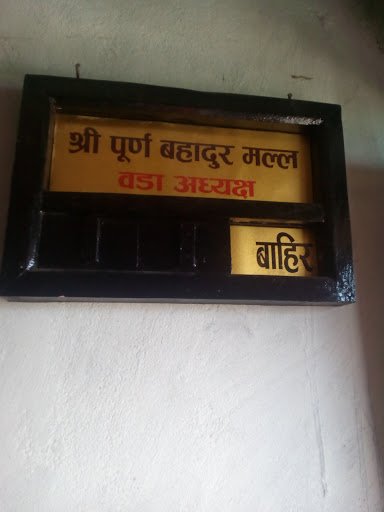 श्री पूर्ण बहादुर मल्ल
वडा अध्यक्ष
बाहिर